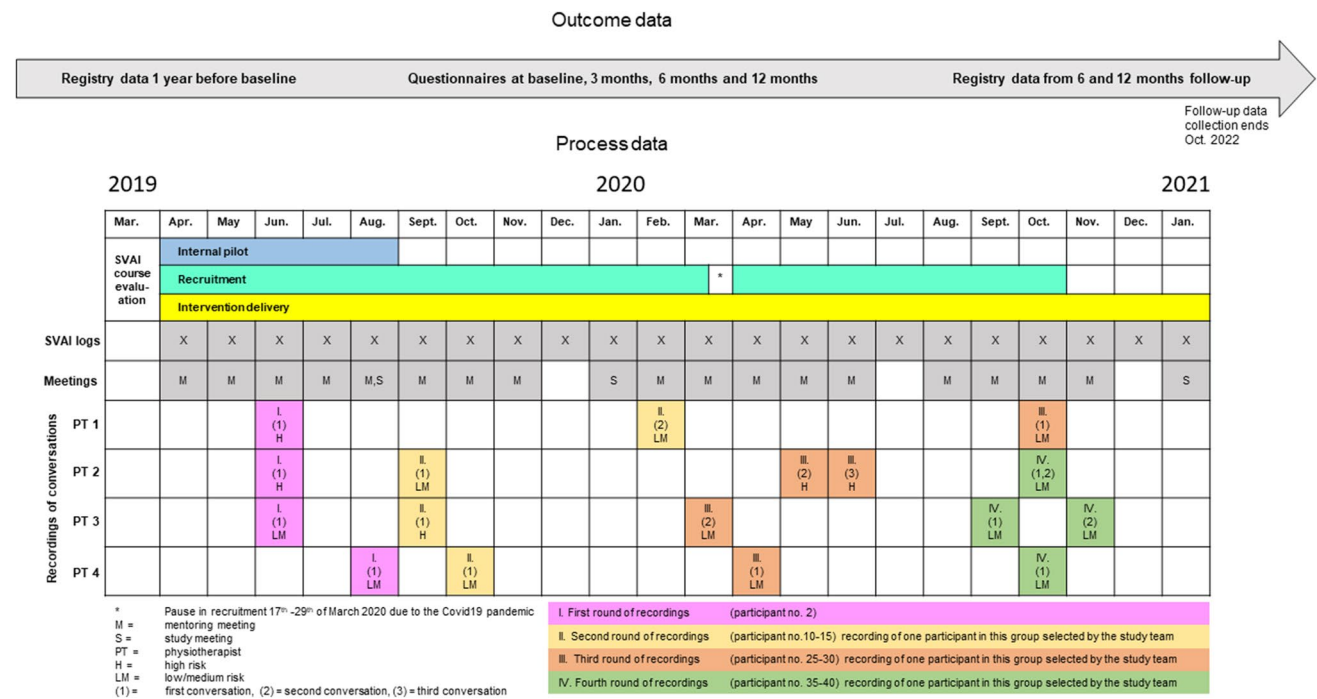 Outcome data
Registry data 1 year before baseline Questionnaires at baseline, 3 months, 6 months and 12 months Registry data from 6 and 12 months follow-up
Follow-up data
collection ends
Oct. 2022
Process data
2019 2020 2021
Mar. Apr. May Jun. Jul. Aug. Sept. Oct. Nov. Dec. Jan. Feb. Mar. Apr. May Jun. Jul. Aug. Sept. Oct. Nov. Dec. Jan.
SVAI
course
evalu-
ation
Internal pilot
Recruitment *
Intervention delivery
SVAI logs X X X X X X X X X X X X X X X X X X X X X X
Meetings M M M M M,S M M M S M M M M M M M M M S
Recordings of conversations
PT 1
I. II. III.
(1) (2) (1)
H LM LM
PT 2
I. II. III. III. IV.
(1) (1) (2) (3) (1,2)
H LM H H LM
PT 3
I. II. III. IV. IV.
(1) (1) (2) (1) (2)
LM H LM LM LM
PT 4
I. II. III. IV.
(1) (1) (1) (1)
LM LM LM LM
* Pause in recruitment 17th -29th of March 2020 due to the Covid19 pandemic
M = mentoring meeting
S = study meeting
PT = physiotherapist
H = high risk
LM = low/medium risk
(1) = first conversation, (2) = second conversation, (3) = third conversation
I. First round of recordings (participant no. 2)
II. Second round of recordings (participant no.10-15) recording of one participant in this group selected by the study team
III. Third round of recordings (participant no. 25-30) recording of one participant in this group selected by the study team
IV. Fourth round of recordings (participant no. 35-40) recording of one participant in this group selected by the study team